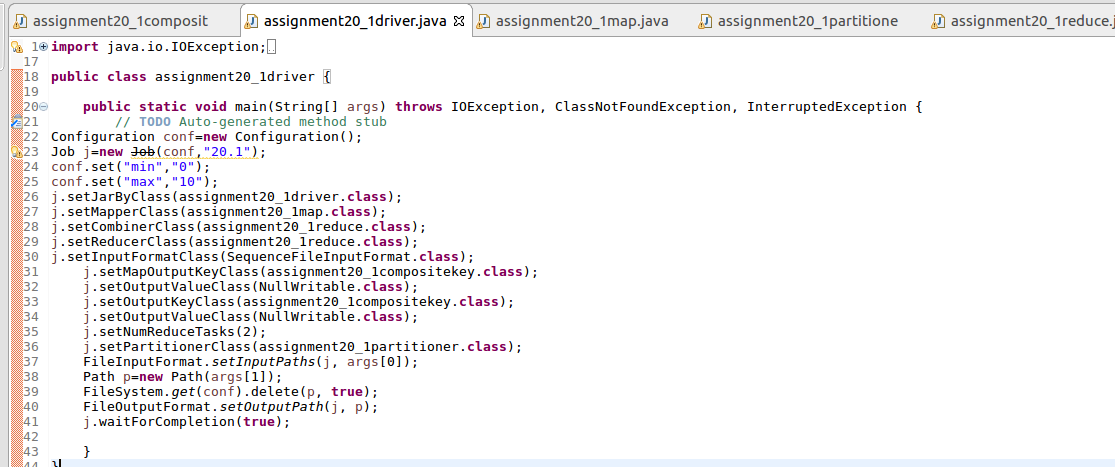 assignment20_1composit assignment20_1driver.java assignment20_1map.java assignment20_1partitione assignment20_1reduce.j
1 import java.io.IOException;
17
18 public class assignment20_1driver {
19
20     public static void main(String[] args) throws IOException, ClassNotFoundException, InterruptedException {
21         // TODO Auto-generated method stub
22 Configuration conf=new Configuration();
23 Job j=new Job(conf,"20.1");
24 conf.set("min","0");
25 conf.set("max","10");
26 j.setJarByClass(assignment20_1driver.class);
27 j.setMapperClass(assignment20_1map.class);
28 j.setCombinerClass(assignment20_1reduce.class);
29 j.setReducerClass(assignment20_1reduce.class);
30 j.setInputFormatClass(SequenceFileInputFormat.class);
31     j.setMapOutputKeyClass(assignment20_1compositekey.class);
32     j.setOutputValueClass(NullWritable.class);
33     j.setOutputKeyClass(assignment20_1compositekey.class);
34     j.setOutputValueClass(NullWritable.class);
35     j.setNumReduceTasks(2);
36     j.setPartitionerClass(assignment20_1partitioner.class);
37     FileInputFormat.setInputPaths(j, args[0]);
38     Path p=new Path(args[1]);
39     FileSystem.get(conf).delete(p, true);
40     FileOutputFormat.setOutputPath(j, p);
41     j.waitForCompletion(true);
42
43     }
44 }